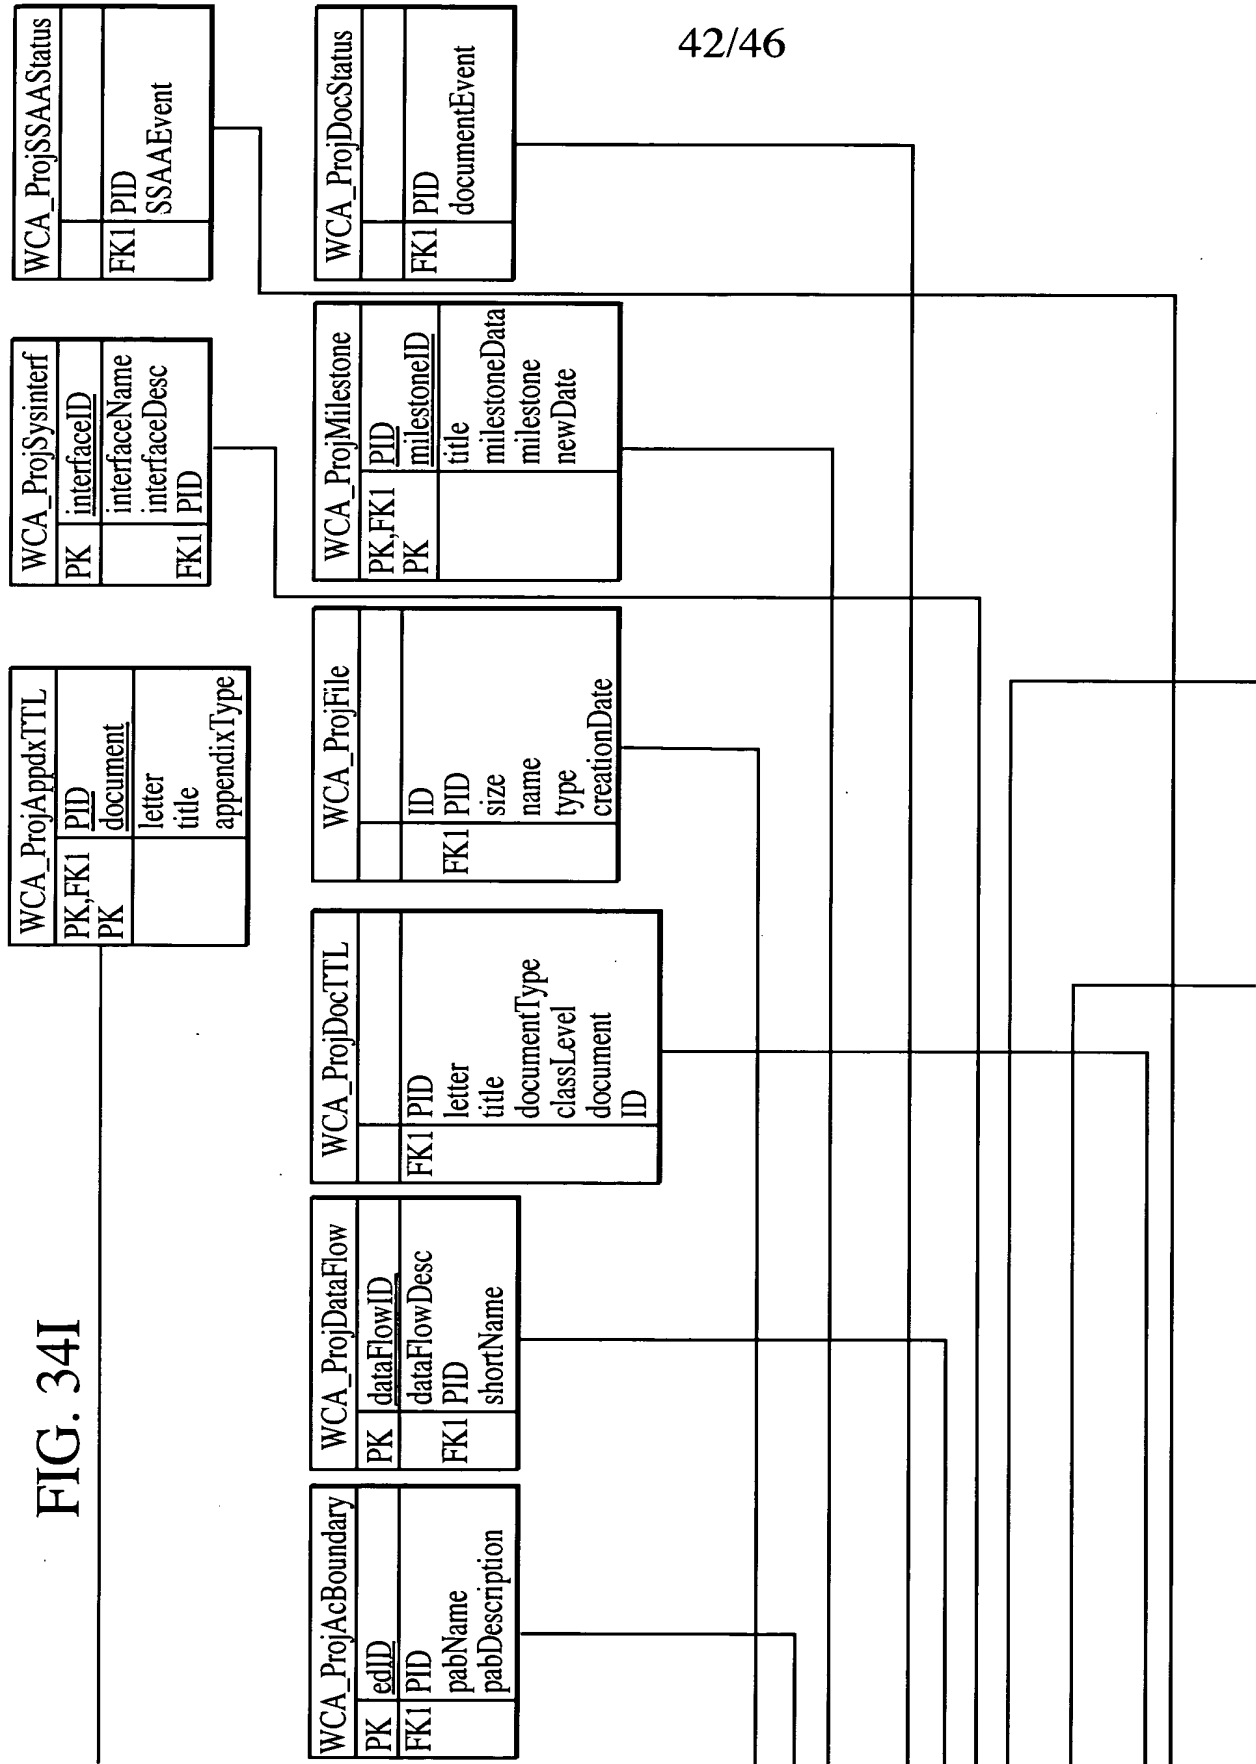 42/46
FIG. 34I
WCA_ProjAppdxTTL
PK,FK1 PID
PK document
letter
title
appendixType
WCA_ProjSysinterf
PK interfaceID
interfaceName
interfaceDesc
FK1 PID
WCA_ProjSSAAStatus
FK1 PID
SSAAEvent
WCA_ProjAcBoundary
PK edID
FK1 PID
pabName
pabDescription
WCA_ProjDataFlow
PK dataFlowID
dataFlowDesc
FK1 PID
shortName
WCA_ProjDocTTL
FK1 PID
letter
title
documentType
classLevel
document
ID
WCA_ProjFile
ID
FK1 PID
size
name
type
creationDate
WCA_ProjMilestone
PK,FK1 PID
PK milestoneID
title
milestoneData
milestone
newDate
WCA_ProjDocStatus
FK1 PID
documentEvent